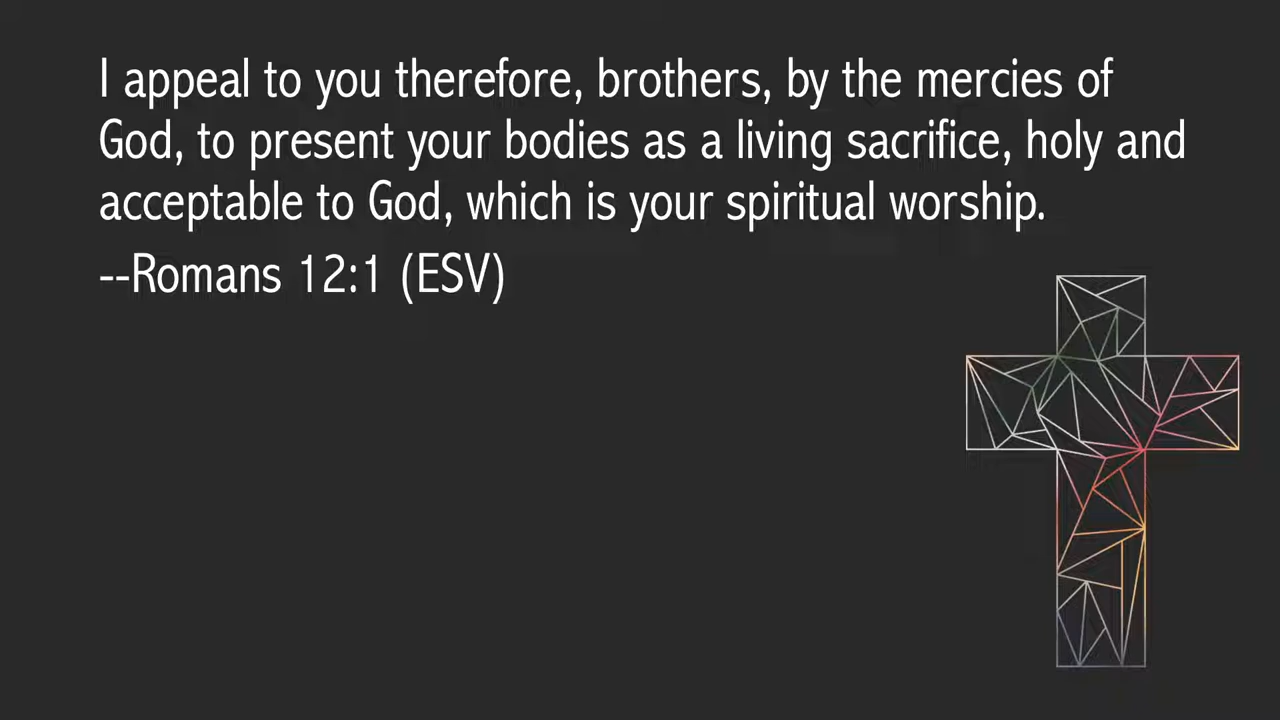 I appeal to you therefore, brothers, by the mercies of
God, to present your bodies as a living sacrifice, holy and
acceptable to God, which is your spiritual worship.
--Romans 12:1 (ESV)